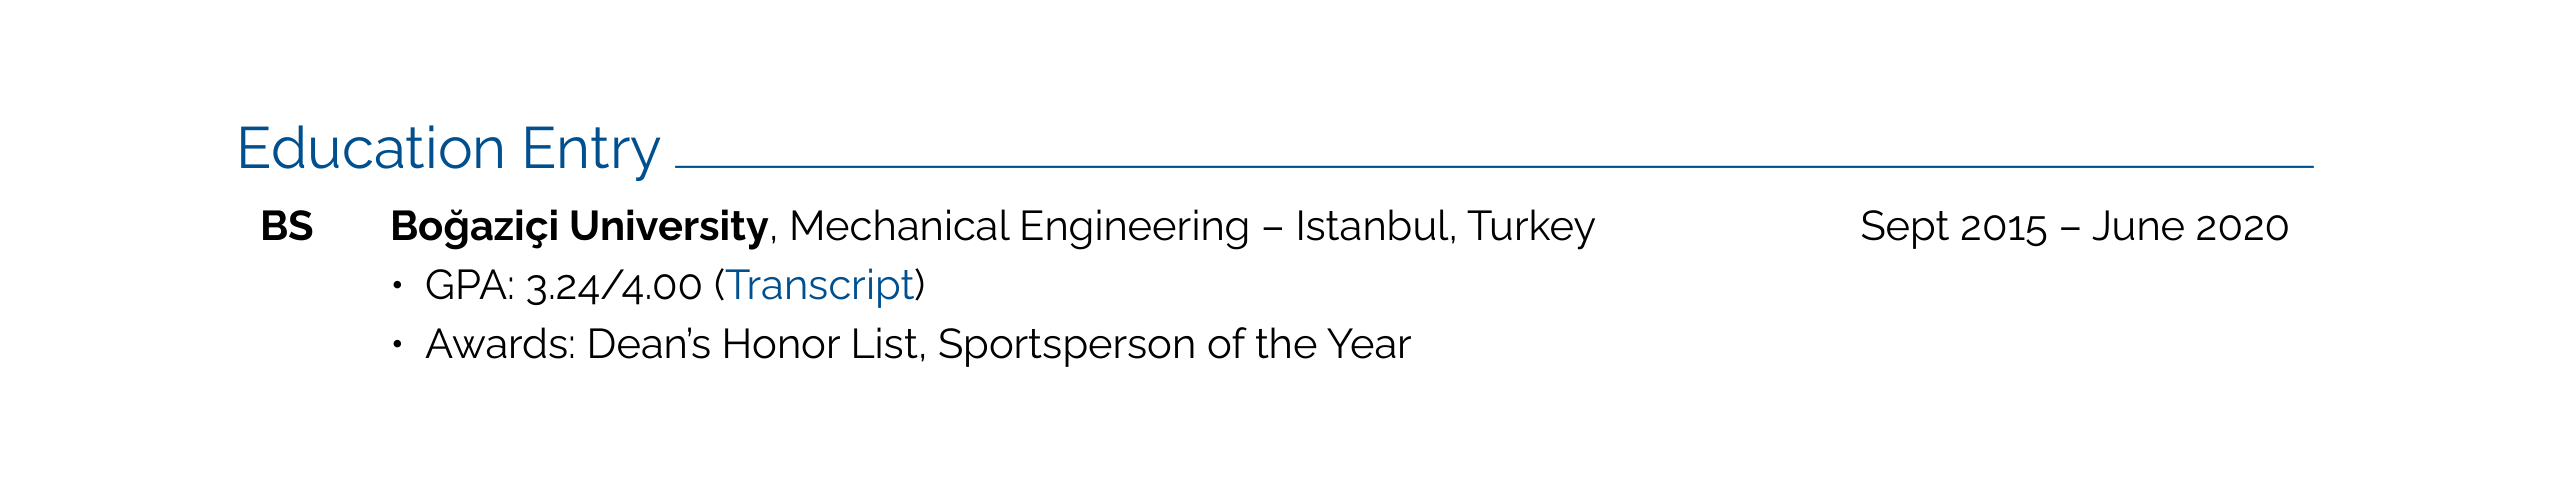 Education Entry
BS Boğaziçi University, Mechanical Engineering – Istanbul, Turkey Sept 2015 – June 2020
• GPA: 3.24/4.00 (Transcript)
• Awards: Dean’s Honor List, Sportsperson of the Year